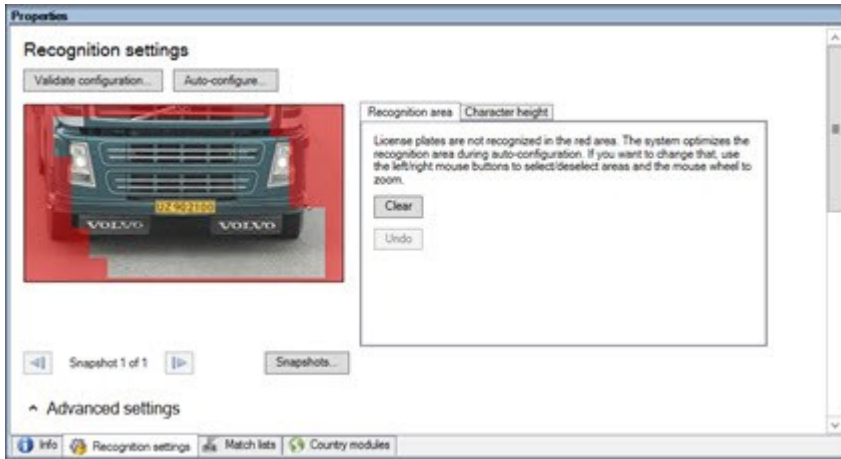 Properties
Recognition settings
Validate configuration...
Auto-configure...
Recognition area
Character height
License plates are not recognized in the red area. The system optimizes the
recognition area during auto-configuration. If you want to change that, use
the left/right mouse buttons to select/deselect areas and the mouse wheel to
zoom.
Clear
Undo
VOLVO VOLVO
Snapshot 1 of 1
Snapshots...
Advanced settings
Info
Recognition settings
Match lists
Country modules